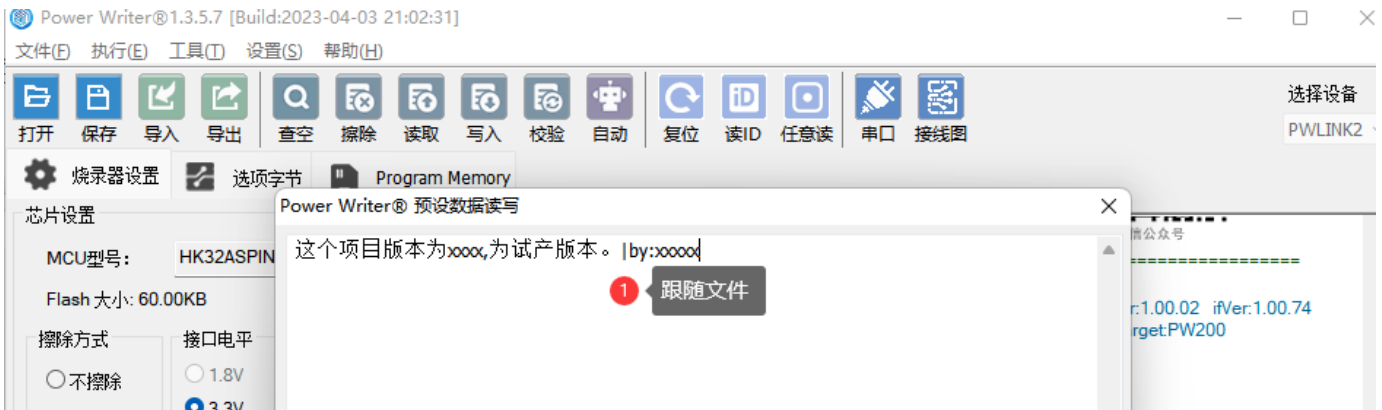 Power Writer®1.3.5.7 [Build:2023-04-03 21:02:31]
文件(F) 执行(E) 工具(T) 设置(S) 帮助(H)
打开 保存 导入 导出 查空 擦除 读取 写入 校验 自动 复位 读ID 任意读 串口 接线图
选择设备
PWLINK2
烧录器设置 选项字节 Program Memory
芯片设置
MCU型号: HK32ASPIN
Flash 大小: 60.00KB
擦除方式 接口电平
不擦除 1.8V
3.3V
Power Writer® 预设数据读写
这个项目版本为xxxx,为试产版本。|by:xxxxx
1 跟随文件
信公众号
==================
r:1.00.02 ifVer:1.00.74
rget:PW200